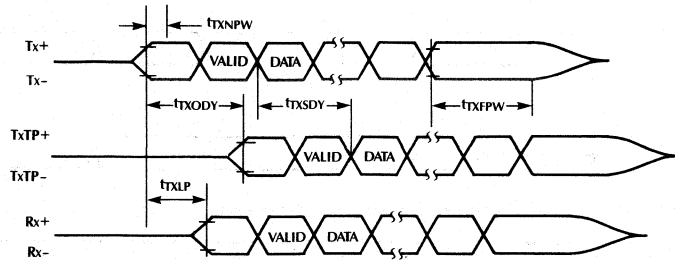 tTXNPW
Tx+
VALID DATA
Tx−
tTXODY tTXSDY tTXFPW
TxTP+
VALID DATA
TxTP−
tTXLP
Rx+
VALID DATA
Rx−